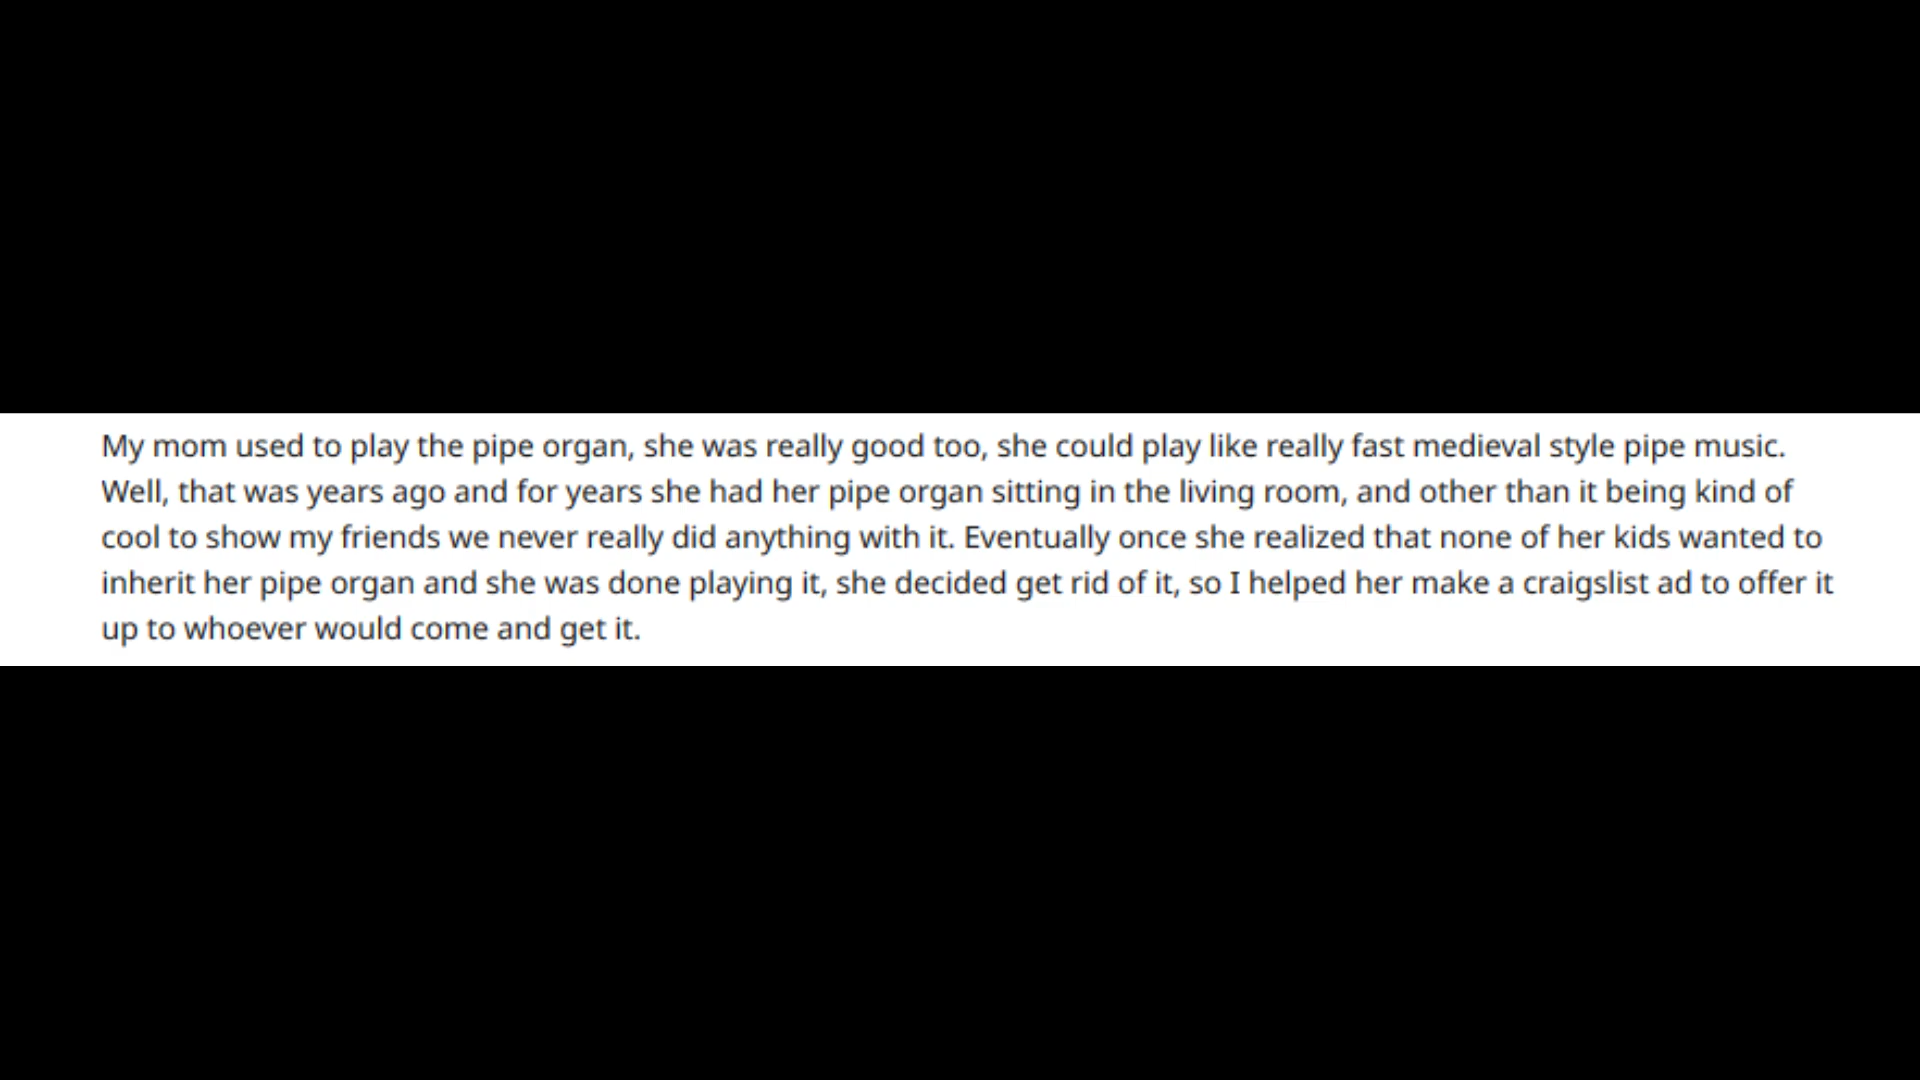 My mom used to play the pipe organ, she was really good too, she could play like really fast medieval style pipe music.
Well, that was years ago and for years she had her pipe organ sitting in the living room, and other than it being kind of
cool to show my friends we never really did anything with it. Eventually once she realized that none of her kids wanted to
inherit her pipe organ and she was done playing it, she decided get rid of it, so I helped her make a craigslist ad to offer it
up to whoever would come and get it.